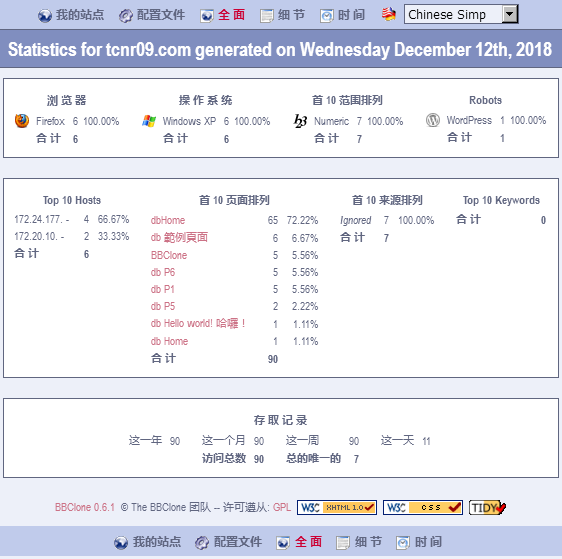 我的站点 配置文件 全 面 细 节 时 间 Chinese Simp
Statistics for tcnr09.com generated on Wednesday December 12th, 2018
浏 览 器
Firefox 6 100.00%
合 计 6
操 作 系 统
Windows XP 6 100.00%
合 计 6
首 10 范围排列
Numeric 7 100.00%
合 计 7
Robots
WordPress 1 100.00%
合 计 1
Top 10 Hosts
172.24.177. - 4 66.67%
172.20.10. - 2 33.33%
合 计 6
首 10 页面排列
dbHome 65 72.22%
db 範例頁面 6 6.67%
BBClone 5 5.56%
db P6 5 5.56%
db P1 5 5.56%
db P5 2 2.22%
db Hello world! 哈囉！ 1 1.11%
db Home 1 1.11%
合 计 90
首 10 来源排列
Ignored 7 100.00%
合 计 7
Top 10 Keywords
合 计 0
存 取 记 录
这一年 90 这一个月 90 这一周 90 这一天 11
访问总数 90 总的唯一的 7
BBClone 0.6.1 © The BBClone 团队 -- 许可遵从: GPL W3C XHTML 1.0 W3C CSS TIDY
我的站点 配置文件 全 面 细 节 时 间